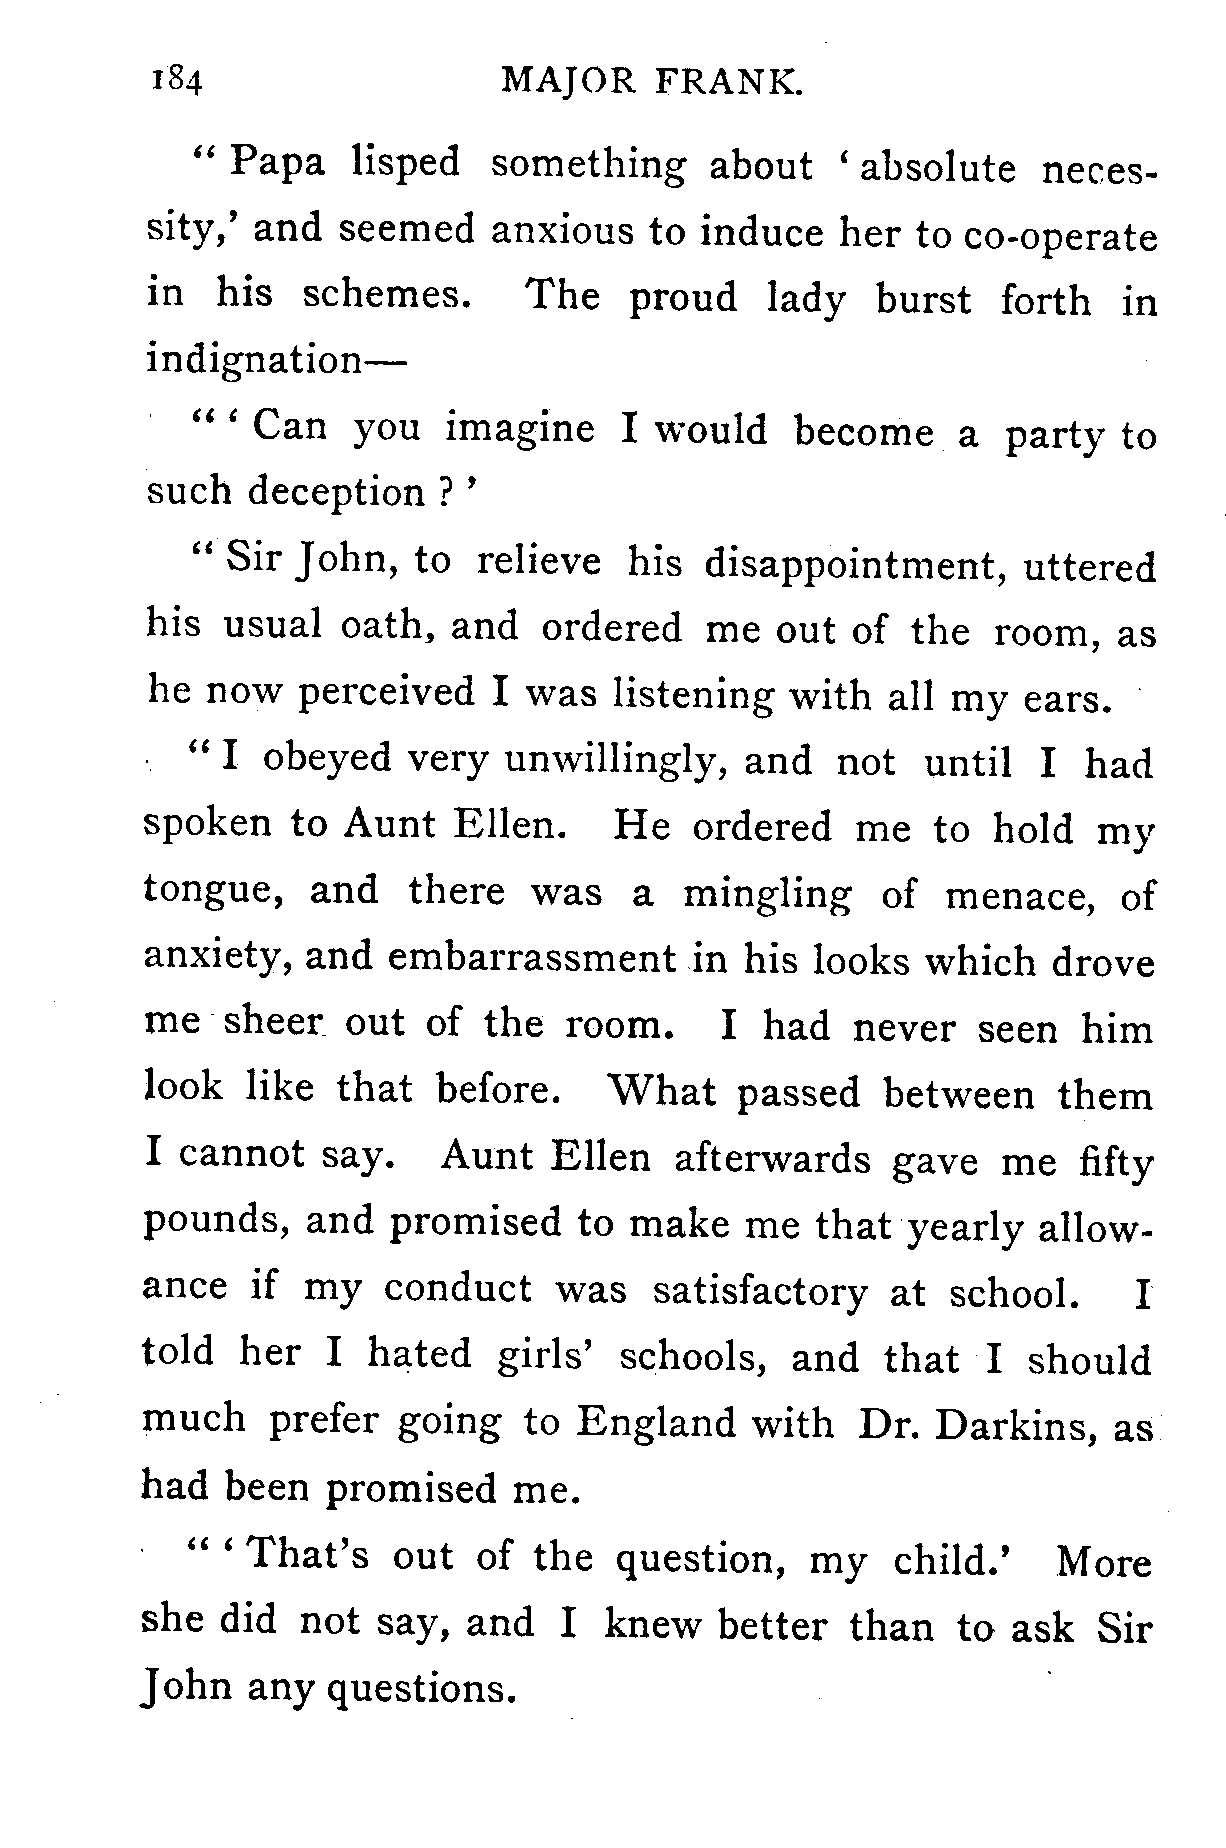 184 MAJOR FRANK.
“ Papa lisped something about ‘ absolute neces-
sity,’ and seemed anxious to induce her to co-operate
in his schemes. The proud lady burst forth in
indignation—
“ ‘ Can you imagine I would become a party to
such deception ? ’
“ Sir John, to relieve his disappointment, uttered
his usual oath, and ordered me out of the room, as
he now perceived I was listening with all my ears.
“ I obeyed very unwillingly, and not until I had
spoken to Aunt Ellen. He ordered me to hold my
tongue, and there was a mingling of menace, of
anxiety, and embarrassment in his looks which drove
me sheer out of the room. I had never seen him
look like that before. What passed between them
I cannot say. Aunt Ellen afterwards gave me fifty
pounds, and promised to make me that yearly allow-
ance if my conduct was satisfactory at school. I
told her I hated girls’ schools, and that I should
much prefer going to England with Dr. Darkins, as
had been promised me.
“ ‘ That’s out of the question, my child.’ More
she did not say, and I knew better than to ask Sir
John any questions.